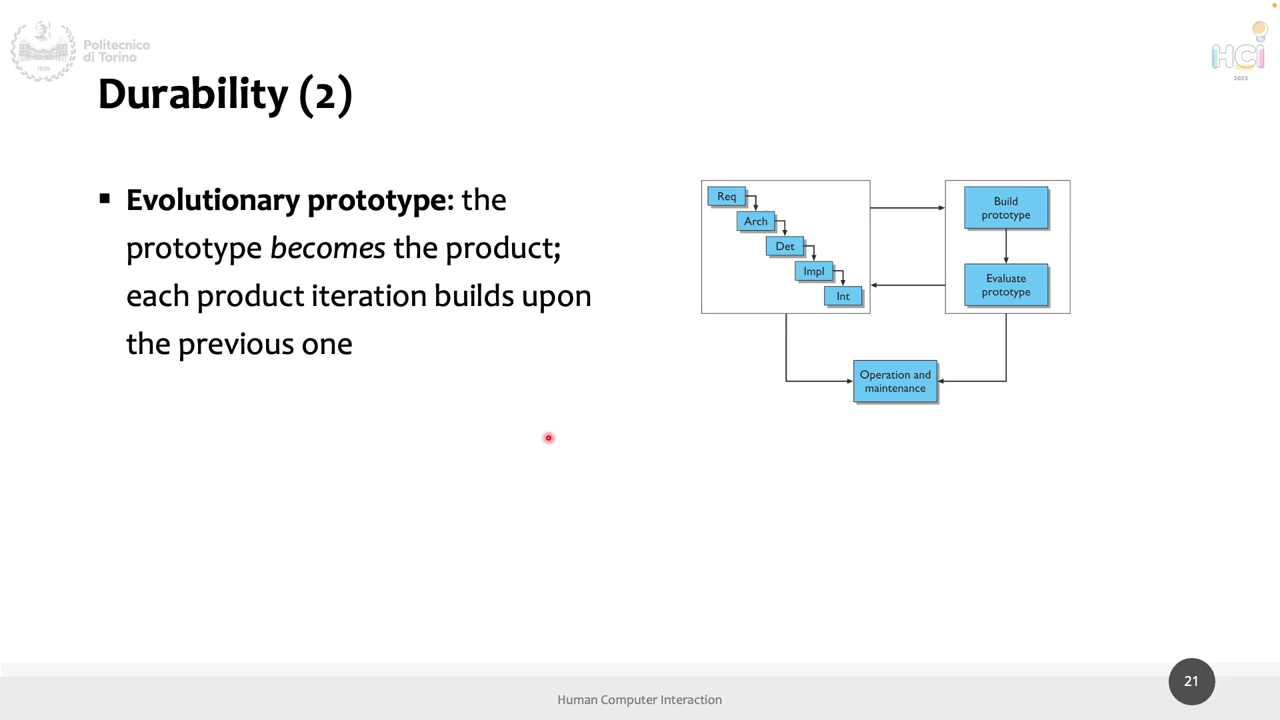 Politecnico
di Torino
1859
HCI
2023
Durability (2)
▪ Evolutionary prototype: the
prototype becomes the product;
each product iteration builds upon
the previous one
Req
Arch
Det
Impl
Int
Build
prototype
Evaluate
prototype
Operation and
maintenance
Human Computer Interaction
21